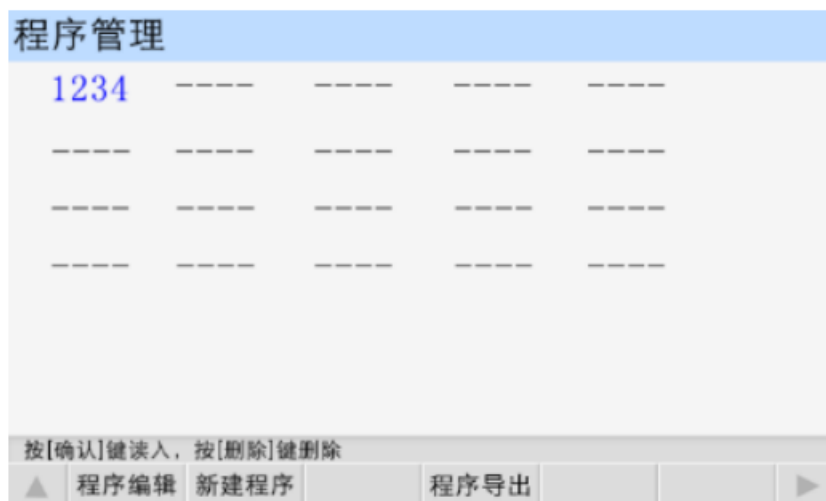 程序管理
1234 ---- ---- ---- ----
---- ---- ---- ---- ----
---- ---- ---- ---- ----
---- ---- ---- ---- ----
按[确认]键读入，按[删除]键删除
▲ 程序编辑 新建程序 程序导出 ▶